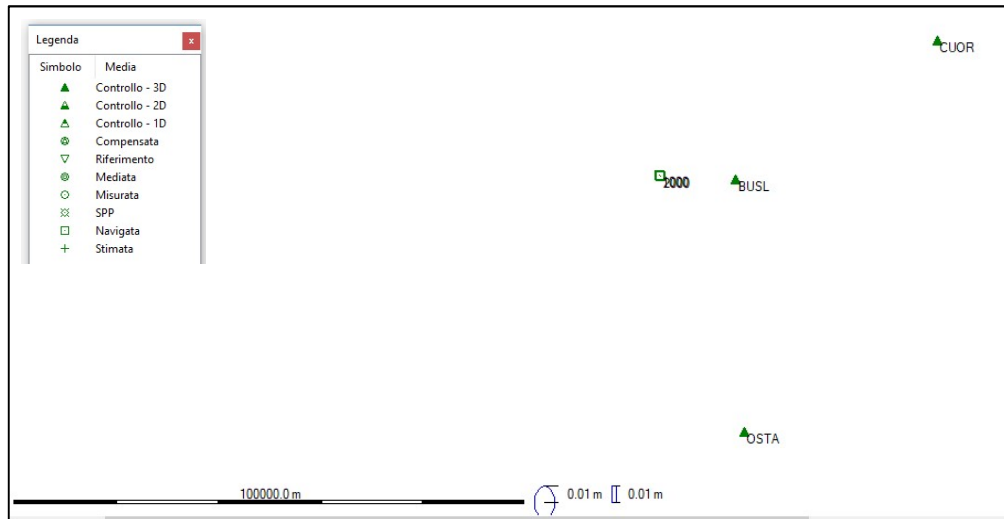 Legenda
x
Simbolo Media
Controllo - 3D
Controllo - 2D
Controllo - 1D
Compensata
Riferimento
Mediata
Misurata
SPP
Navigata
Stimata
CUOR
BUSL
OSTA
100000.0 m
0.01 m
0.01 m